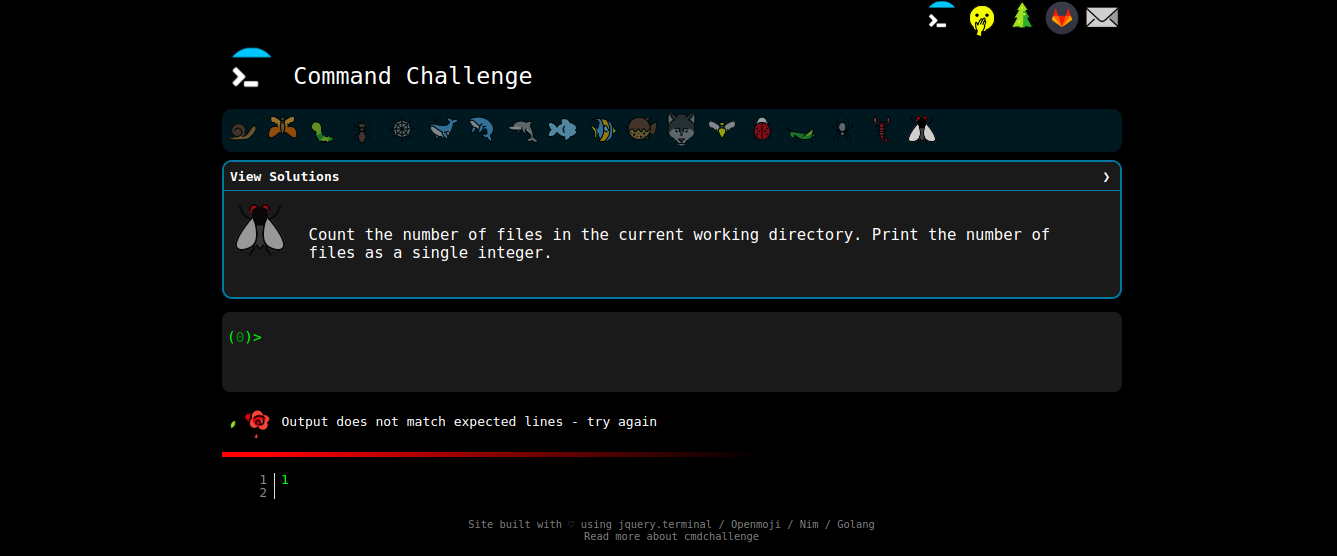 Command Challenge
View Solutions ❯
Count the number of files in the current working directory. Print the number of
files as a single integer.
(0)>
Output does not match expected lines - try again
1 1
2
Site built with ♡ using jquery.terminal / Openmoji / Nim / Golang
Read more about cmdchallenge